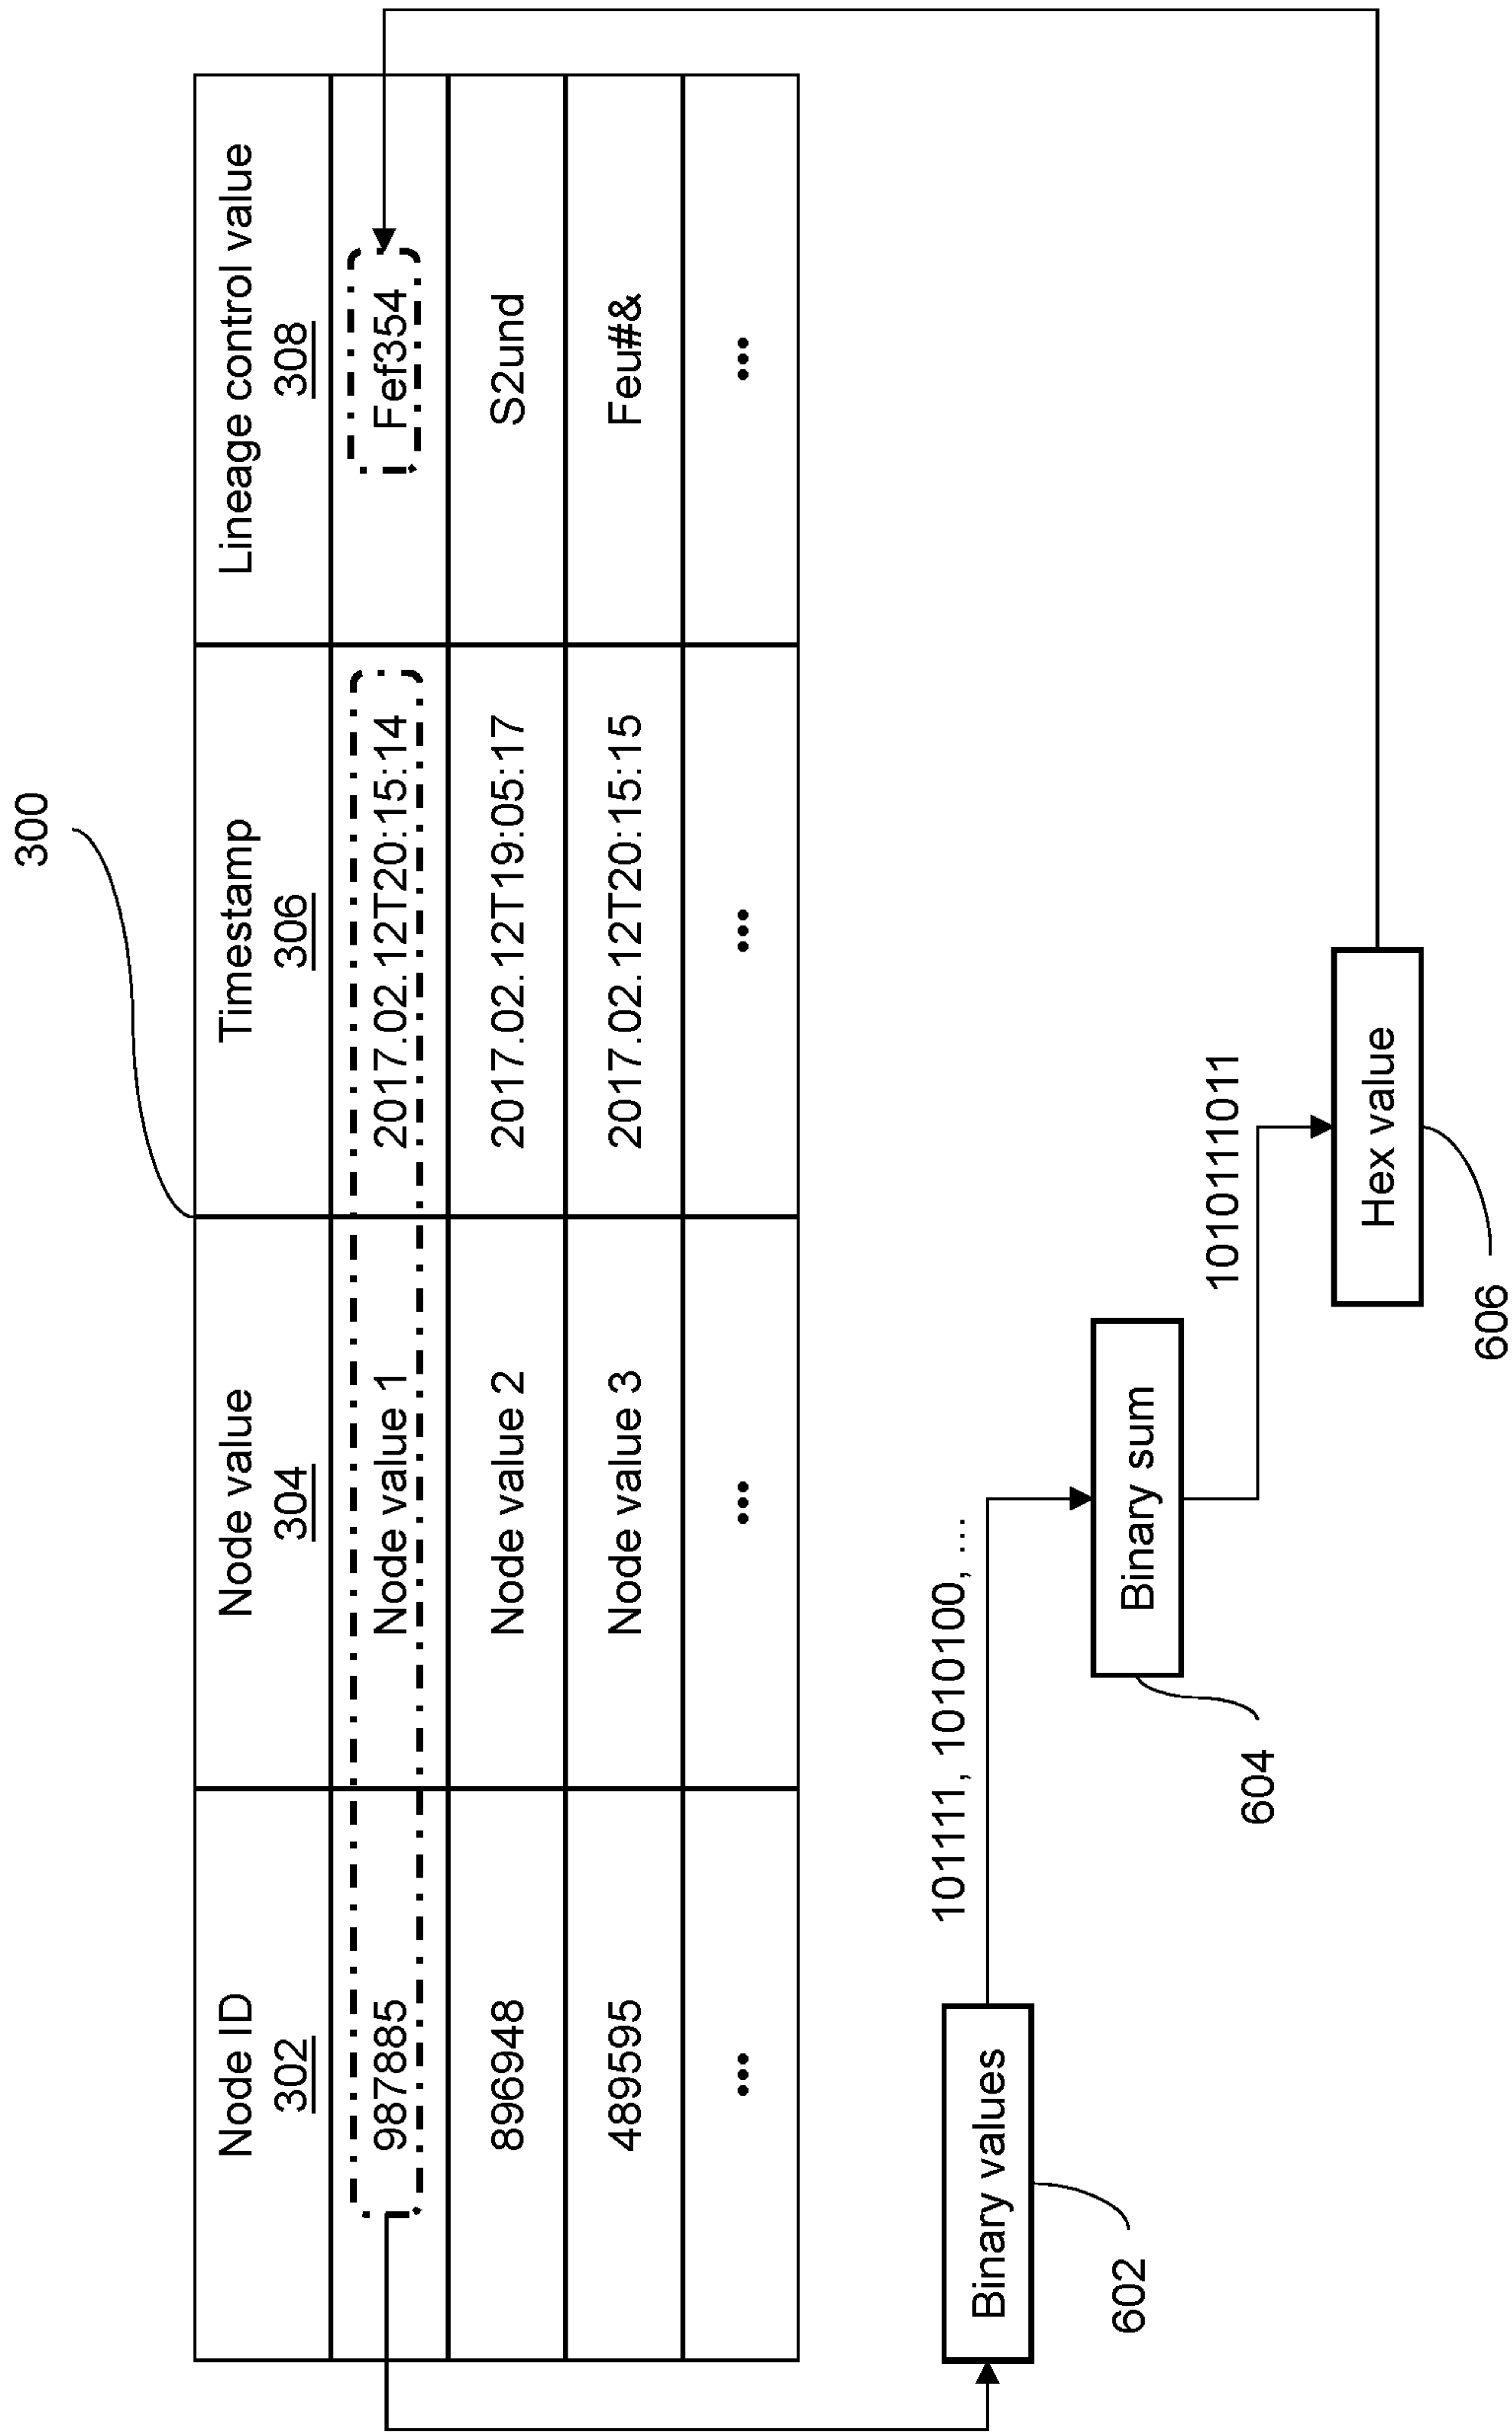 300
Node ID
302
Node value
304
Timestamp
306
Lineage control value
308
987885
Node value 1
2017.02.12T20:15:14
Fef354
896948
Node value 2
2017.02.12T19:05:17
S2und
489595
Node value 3
2017.02.12T20:15:15
Feu#&
...
...
...
...
Binary values
602
101111, 1010100, ...
Binary sum
604
10101111011
Hex value
606